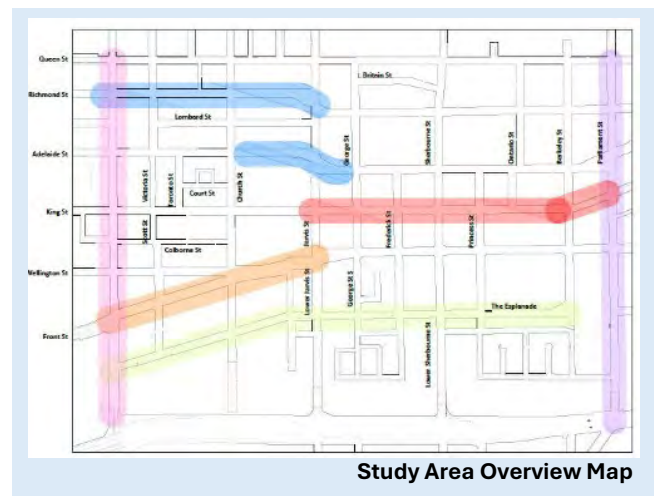 Queen St
Britain St
Richmond St
Lombard St
George St
Sherbourne St
Ontario St
Berkeley St
Parliament St
Adelaide St
Victoria St
Toronto St
Court St
Church St
King St
Scott St
Jarvis St
Frederick St
Princess St
Colborne St
Wellington St
Lower Jarvis St
George St S
The Esplanade
Front St
Lower Sherbourne St
Study Area Overview Map